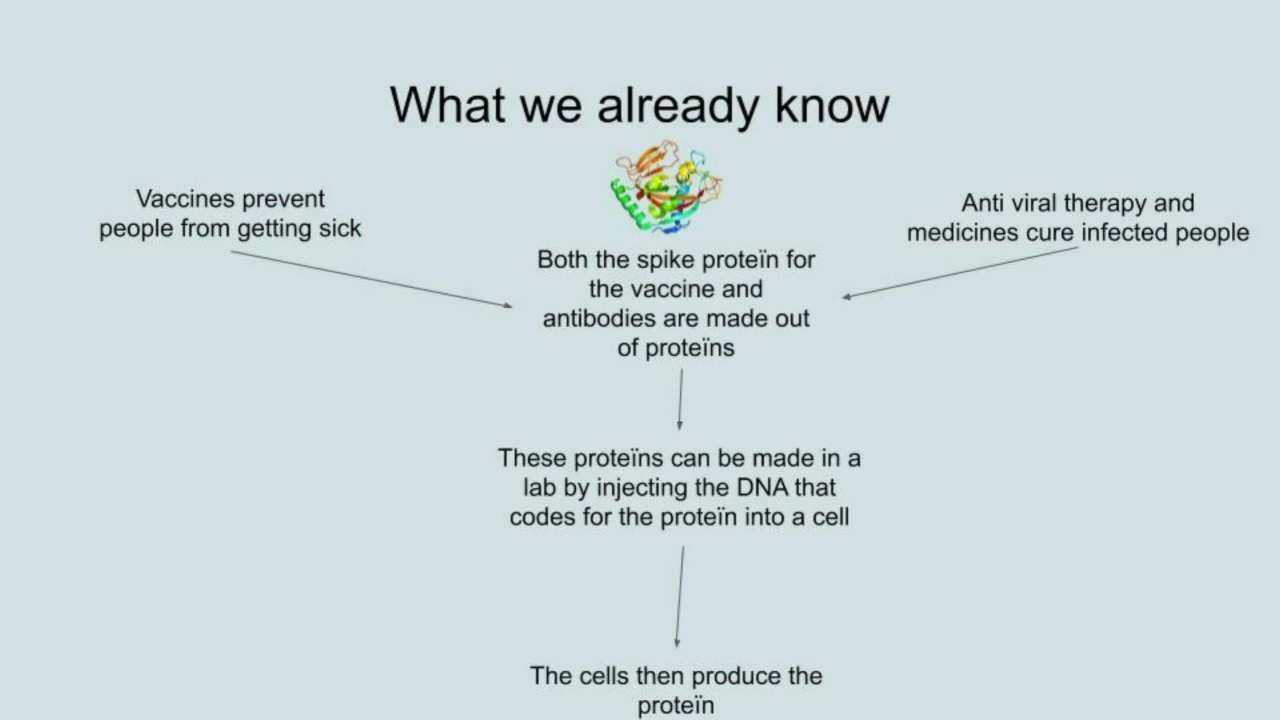 What we already know
Vaccines prevent
people from getting sick
Anti viral therapy and
medicines cure infected people
Both the spike proteïn for
the vaccine and
antibodies are made out
of proteïns
These proteïns can be made in a
lab by injecting the DNA that
codes for the proteïn into a cell
The cells then produce the
proteïn